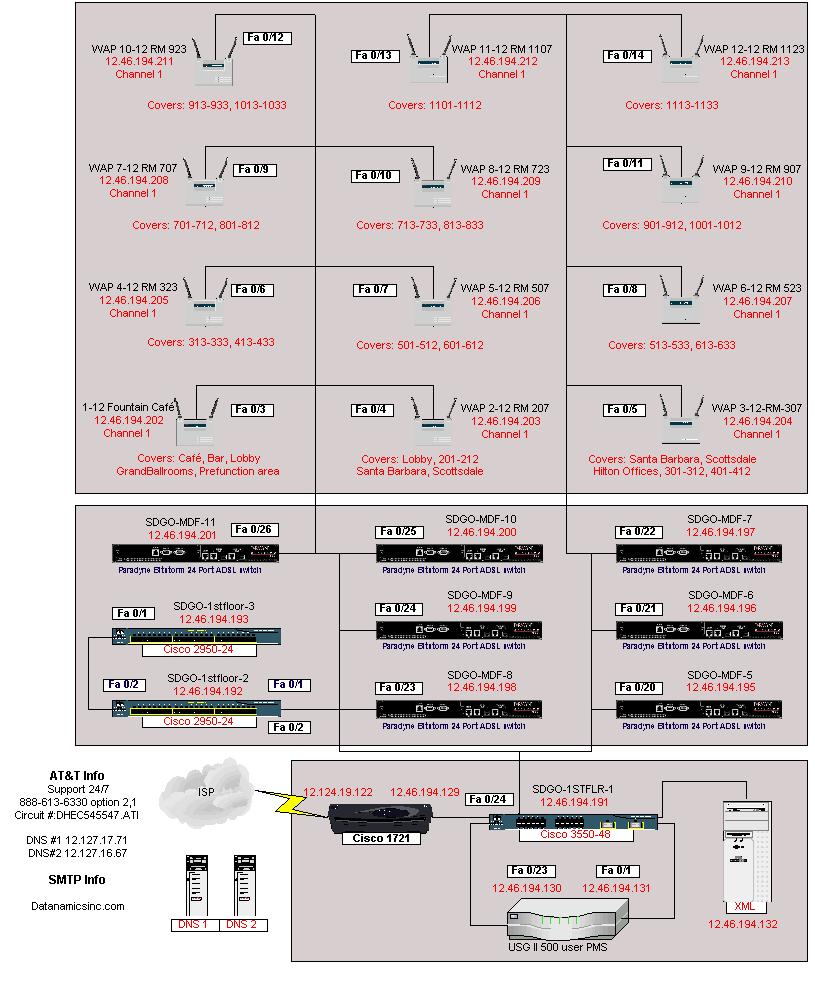 Fa 0/12
WAP 10-12 RM 923
12.46.194.211
Channel 1
Covers: 913-933, 1013-1033
Fa 0/13
WAP 11-12 RM 1107
12.46.194.212
Channel 1
Covers: 1101-1112
Fa 0/14
WAP 12-12 RM 1123
12.46.194.213
Channel 1
Covers: 1113-1133
WAP 7-12 RM 707
12.46.194.208
Channel 1
Fa 0/9
Covers: 701-712, 801-812
Fa 0/10
WAP 8-12 RM 723
12.46.194.209
Channel 1
Covers: 713-733, 813-833
Fa 0/11
WAP 9-12 RM 907
12.46.194.210
Channel 1
Covers: 901-912, 1001-1012
WAP 4-12 RM 323
12.46.194.205
Channel 1
Fa 0/6
Covers: 313-333, 413-433
Fa 0/7
WAP 5-12 RM 507
12.46.194.206
Channel 1
Covers: 501-512, 601-612
Fa 0/8
WAP 6-12 RM 523
12.46.194.207
Channel 1
Covers: 513-533, 613-633
1-12 Fountain Café
12.46.194.202
Channel 1
Fa 0/3
Covers: Café, Bar, Lobby
GrandBallrooms, Prefunction area
Fa 0/4
WAP 2-12 RM 207
12.46.194.203
Channel 1
Covers: Lobby, 201-212
Santa Barbara, Scottsdale
Fa 0/5
WAP 3-12-RM-307
12.46.194.204
Channel 1
Covers: Santa Barbara, Scottsdale
Hilton Offices, 301-312, 401-412
SDGO-MDF-11
12.46.194.201
Fa 0/26
Paradyne Bitstorm 24 Port ADSL switch
SDGO-MDF-10
Fa 0/25
12.46.194.200
Paradyne Bitstorm 24 Port ADSL switch
SDGO-MDF-7
Fa 0/22
12.46.194.197
Paradyne Bitstorm 24 Port ADSL switch
SDGO-1stfloor-3
Fa 0/1
12.46.194.193
Cisco 2950-24
SDGO-MDF-9
Fa 0/24
12.46.194.199
Paradyne Bitstorm 24 Port ADSL switch
SDGO-MDF-6
Fa 0/21
12.46.194.196
Paradyne Bitstorm 24 Port ADSL switch
SDGO-1stfloor-2
Fa 0/2
12.46.194.192
Fa 0/1
Cisco 2950-24
Fa 0/2
SDGO-MDF-8
Fa 0/23
12.46.194.198
Paradyne Bitstorm 24 Port ADSL switch
SDGO-MDF-5
Fa 0/20
12.46.194.195
Paradyne Bitstorm 24 Port ADSL switch
AT&T Info
Support 24/7
888-613-6330 option 2,1
Circuit #:DHEC545547.ATI
DNS #1 12.127.17.71
DNS#2 12.127.16.67
SMTP Info
Datanamicsinc.com
ISP
DNS 1
DNS 2
12.124.19.122
12.46.194.129
Cisco 1721
Fa 0/24
SDGO-1STFLR-1
12.46.194.191
Cisco 3550-48
Fa 0/23
12.46.194.130
Fa 0/1
12.46.194.131
USG II 500 user PMS
XML
12.46.194.132